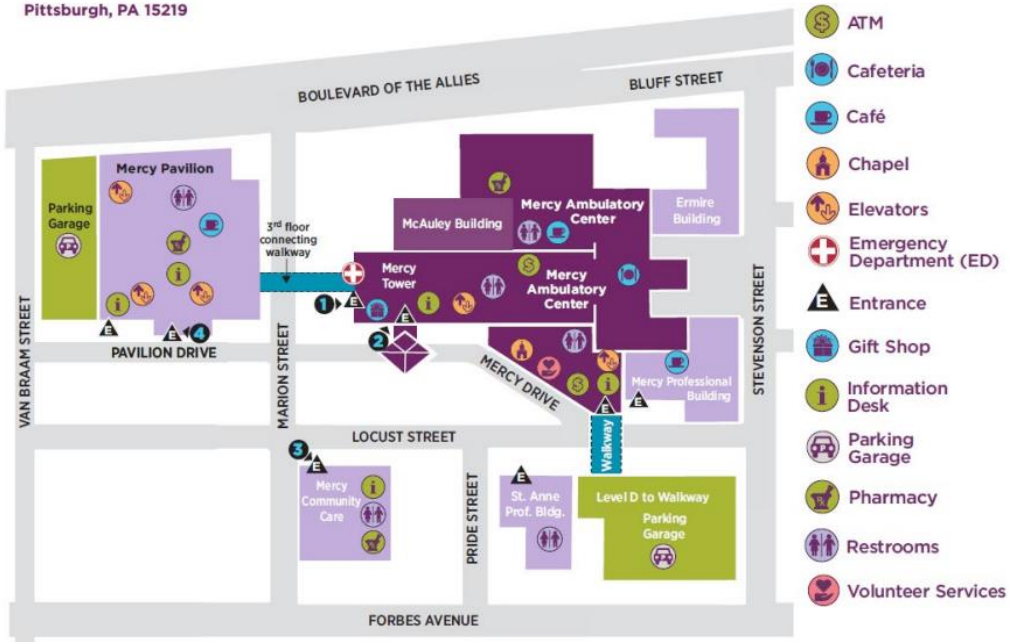 Pittsburgh, PA 15219
BOULEVARD OF THE ALLIES
BLUFF STREET
Mercy Pavilion
Parking
Garage
3rd floor
connecting
walkway
McAuley Building
Mercy Ambulatory
Center
Ermire
Building
Mercy
Tower
Mercy
Ambulatory
Center
E
1
E
2
E
E
4
PAVILION DRIVE
VAN BRAAM STREET
MARION STREET
MERCY DRIVE
STEVENSON STREET
Mercy Professional
Building
E
E
LOCUST STREET
Walkway
3
E
Mercy
Community
Care
PRIDE STREET
E
St. Anne
Prof. Bldg.
Level D to Walkway
Parking
Garage
FORBES AVENUE
$ ATM
Cafeteria
Café
Chapel
Elevators
Emergency
Department (ED)
E Entrance
Gift Shop
i Information
Desk
Parking
Garage
Pharmacy
Restrooms
Volunteer Services